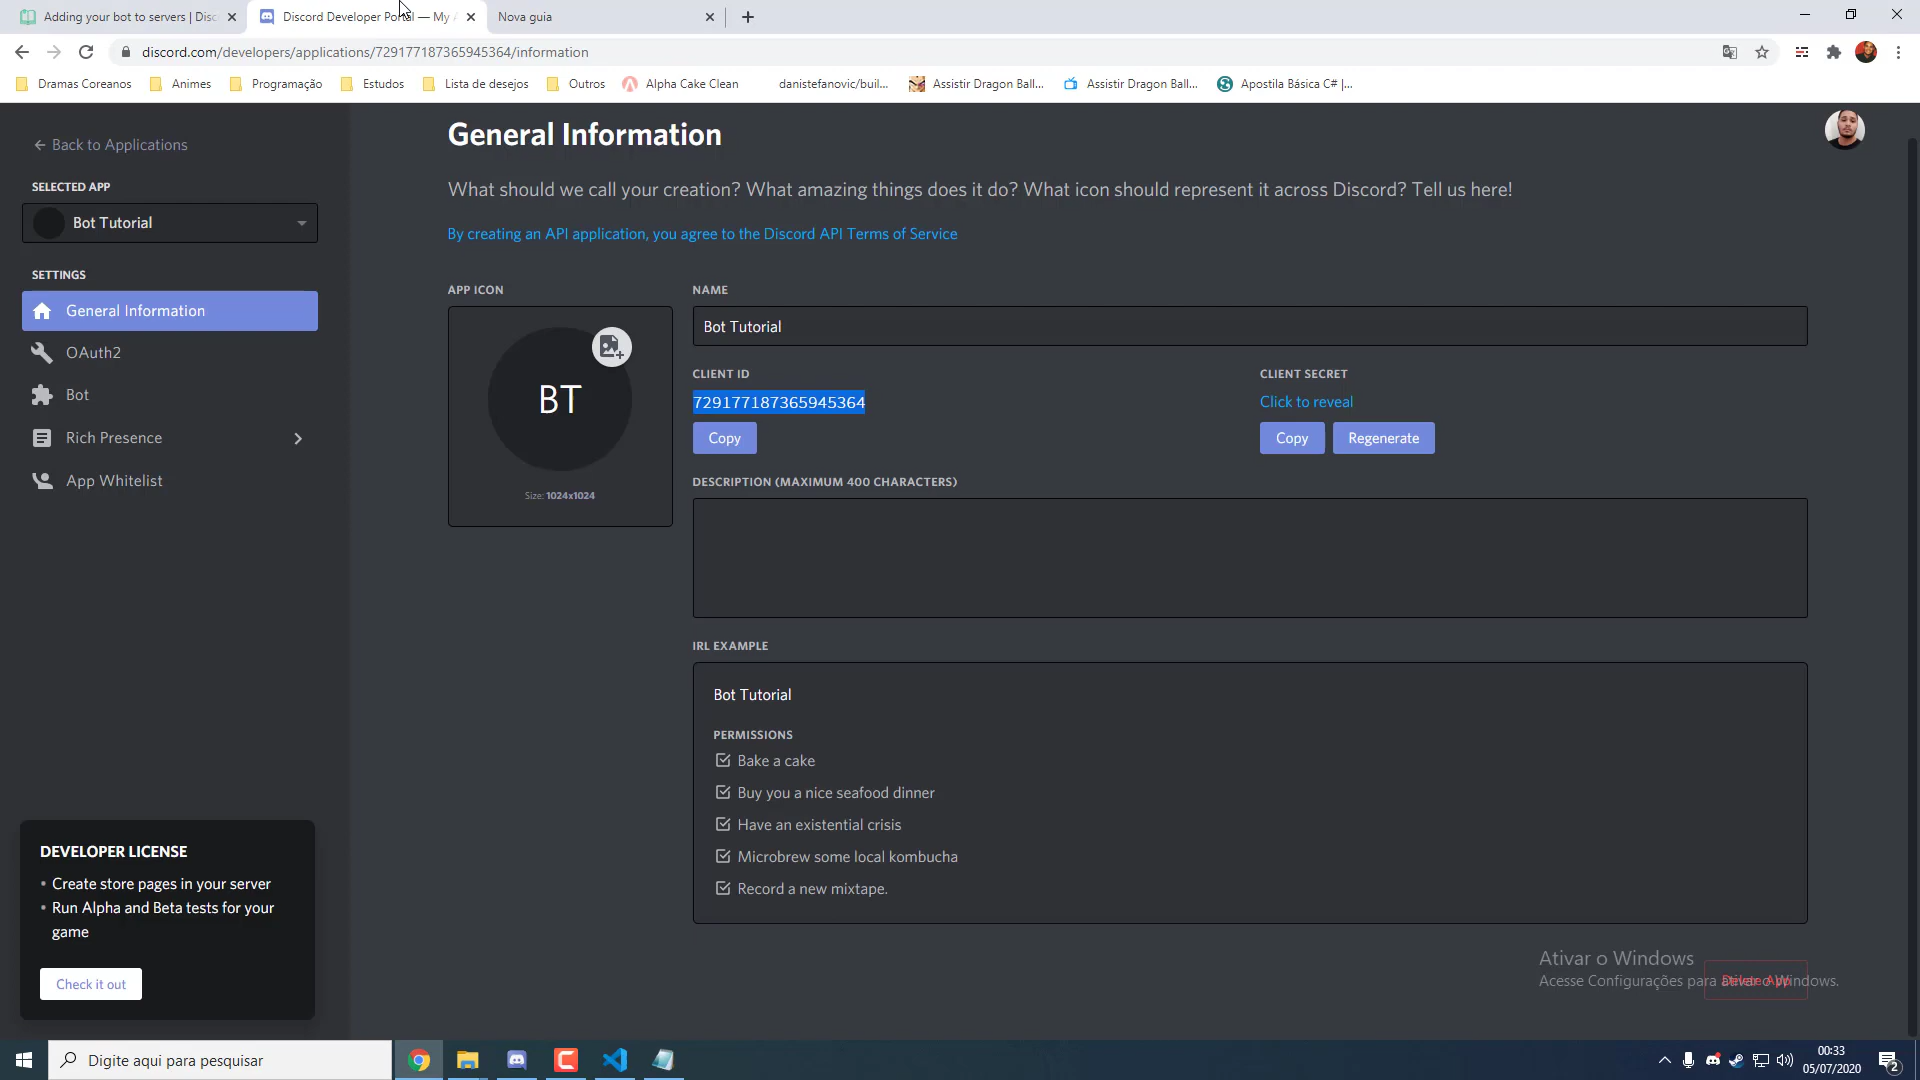 Adding your bot to servers | Disc
Discord Developer Portal — My A
Nova guia
discord.com/developers/applications/729177187365945364/information
Dramas Coreanos
Animes
Programação
Estudos
Lista de desejos
Outros
Alpha Cake Clean
danistefanovic/buil...
Assistir Dragon Ball...
Assistir Dragon Ball...
Apostila Básica C# |...
Back to Applications
SELECTED APP
Bot Tutorial
SETTINGS
General Information
OAuth2
Bot
Rich Presence
App Whitelist
DEVELOPER LICENSE
• Create store pages in your server
• Run Alpha and Beta tests for your
game
Check it out
General Information
What should we call your creation? What amazing things does it do? What icon should represent it across Discord? Tell us here!
By creating an API application, you agree to the Discord API Terms of Service
APP ICON
BT
Size: 1024x1024
NAME
Bot Tutorial
CLIENT ID
729177187365945364
Copy
CLIENT SECRET
Click to reveal
Copy
Regenerate
DESCRIPTION (MAXIMUM 400 CHARACTERS)
IRL EXAMPLE
Bot Tutorial
PERMISSIONS
Bake a cake
Buy you a nice seafood dinner
Have an existential crisis
Microbrew some local kombucha
Record a new mixtape.
Delete App
Ativar o Windows
Acesse Configurações para ativar o Windows.
Digite aqui para pesquisar
00:33
05/07/2020
2